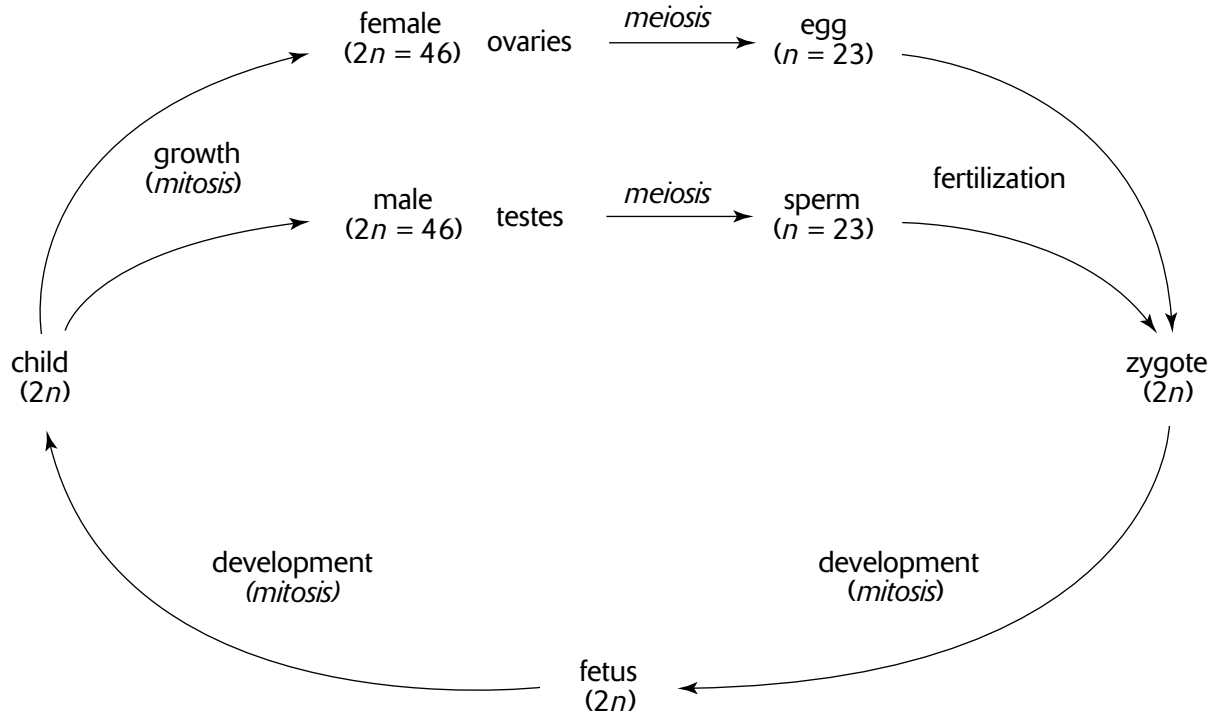 female
(2n = 46)
ovaries
meiosis
egg
(n = 23)
growth
(mitosis)
male
(2n = 46)
testes
meiosis
sperm
(n = 23)
fertilization
child
(2n)
zygote
(2n)
development
(mitosis)
development
(mitosis)
fetus
(2n)